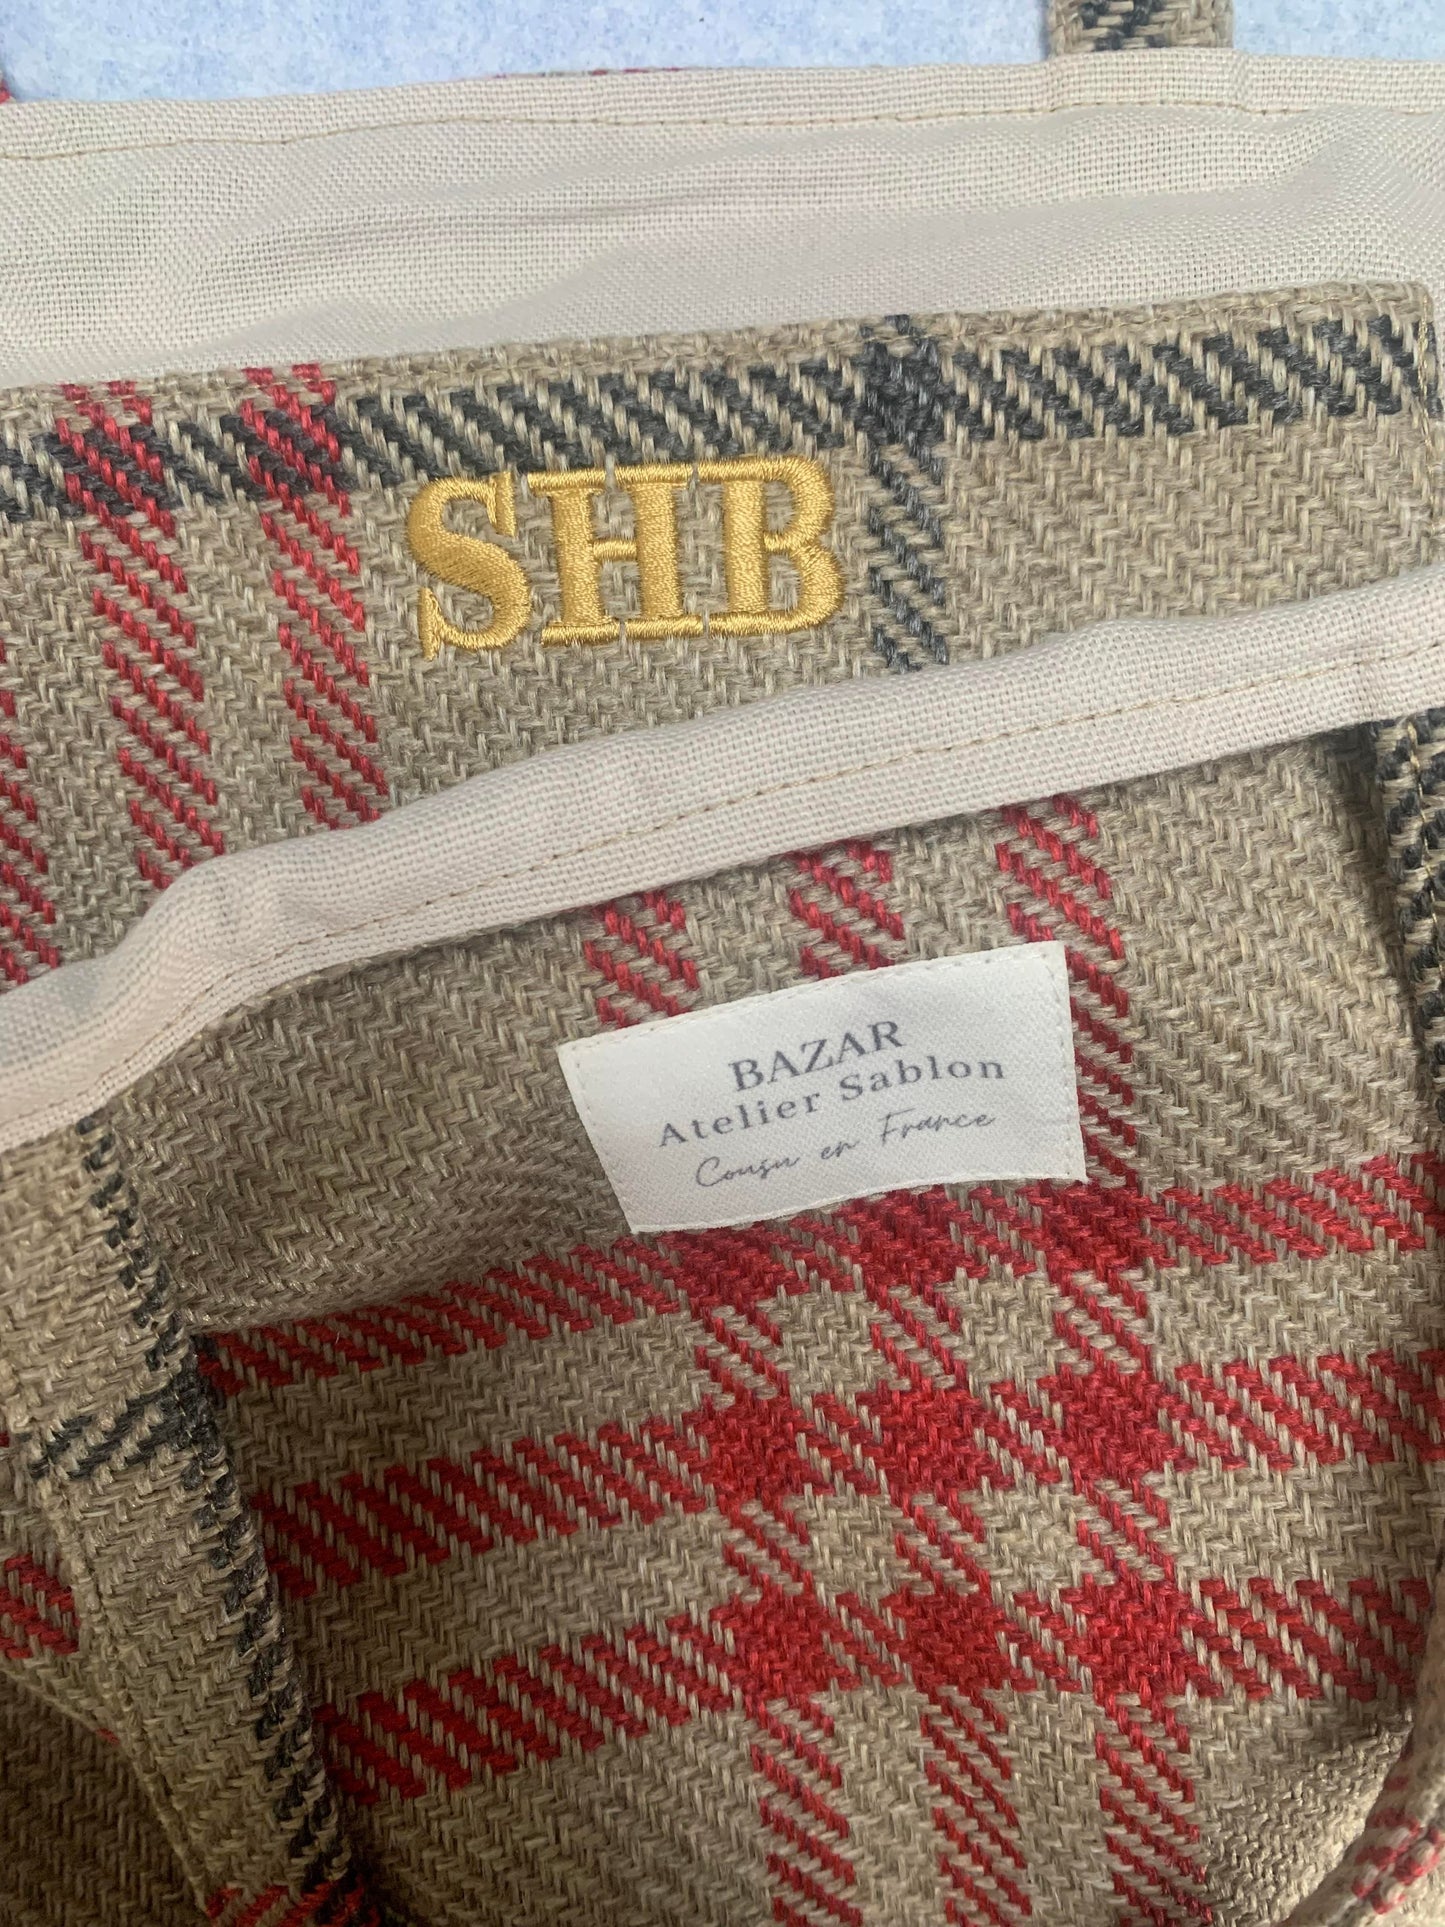 SHB
BAZAR
Atelier Sablon
Cousu en France